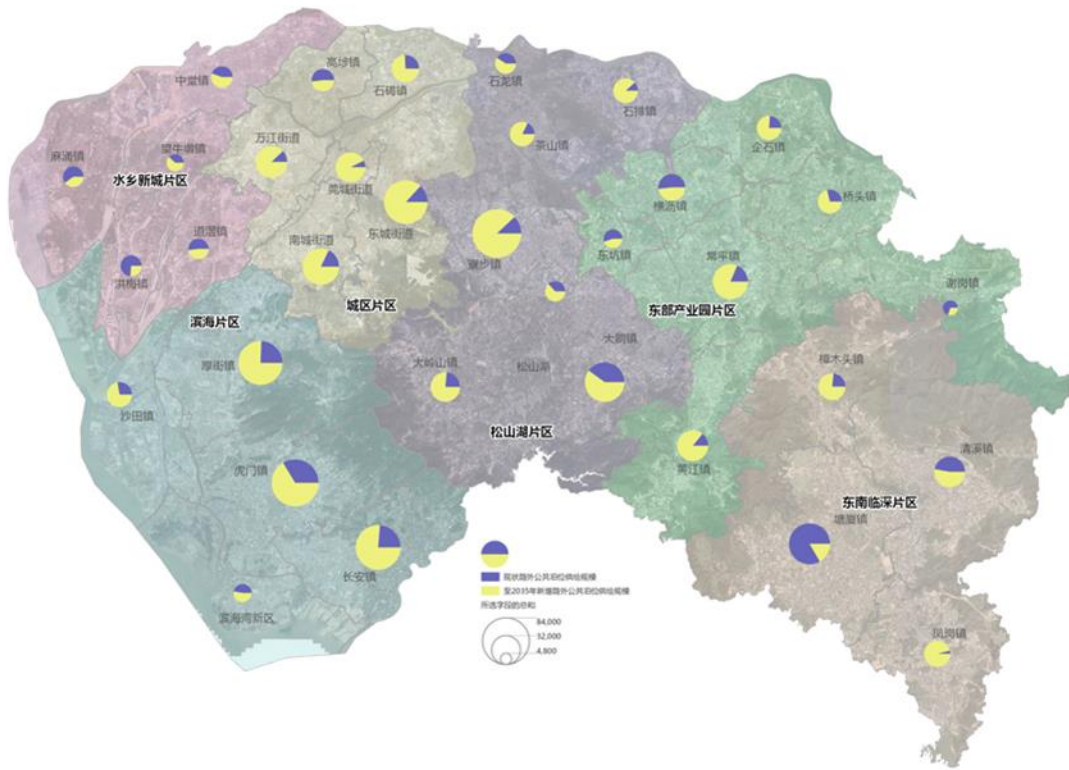 高埗镇
石龙镇
中堂镇
石碣镇
石排镇
万江街道
茶山镇
企石镇
望牛墩镇
麻涌镇
莞城街道
水乡新城片区
横沥镇
桥头镇
道滘镇
南城街道
东城街道
寮步镇
东坑镇
常平镇
洪梅镇
谢岗镇
城区片区
东部产业园片区
滨海片区
厚街镇
大岭山镇
松山湖
大朗镇
樟木头镇
沙田镇
松山湖片区
黄江镇
清溪镇
虎门镇
东南临深片区
塘厦镇
长安镇
滨海湾新区
凤岗镇
现状路外公共泊位供给规模
至2035年新增路外公共泊位供给规模
所选字段的总和
84,000
32,000
4,800